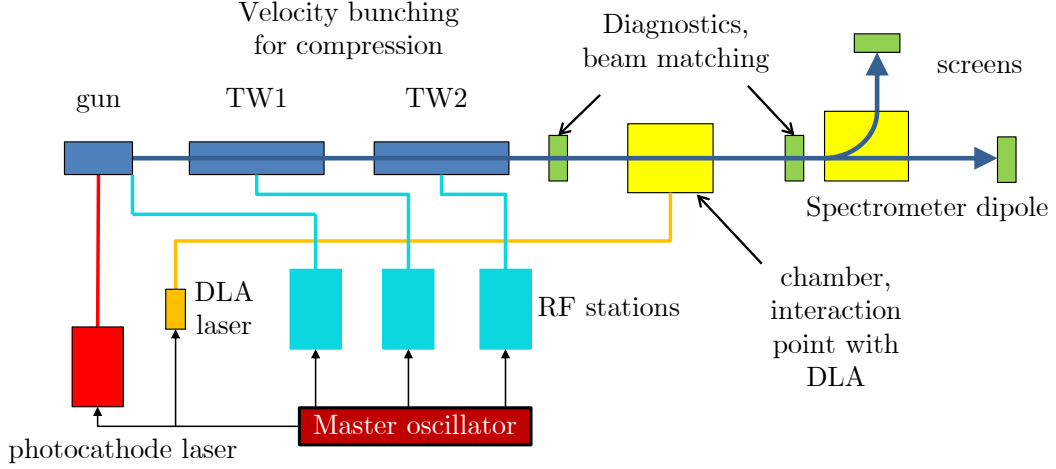 Velocity bunching
for compression
Diagnostics,
beam matching
screens
gun
TW1
TW2
Spectrometer dipole
chamber,
interaction
point with
DLA
DLA
laser
RF stations
Master oscillator
photocathode laser